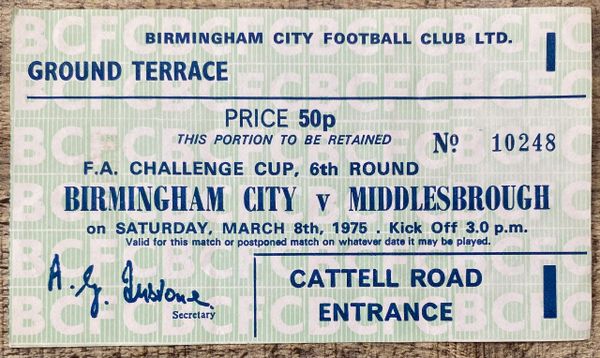 BIRMINGHAM CITY FOOTBALL CLUB LTD.
GROUND TERRACE
PRICE 50p
THIS PORTION TO BE RETAINED
Nº 10248
F.A. CHALLENGE CUP, 6th ROUND
BIRMINGHAM CITY v MIDDLESBROUGH
on SATURDAY, MARCH 8th, 1975 . Kick Off 3.0 p.m.
Valid for this match or postponed match on whatever date it may be played.
A. G.
Secretary
CATTELL ROAD
ENTRANCE